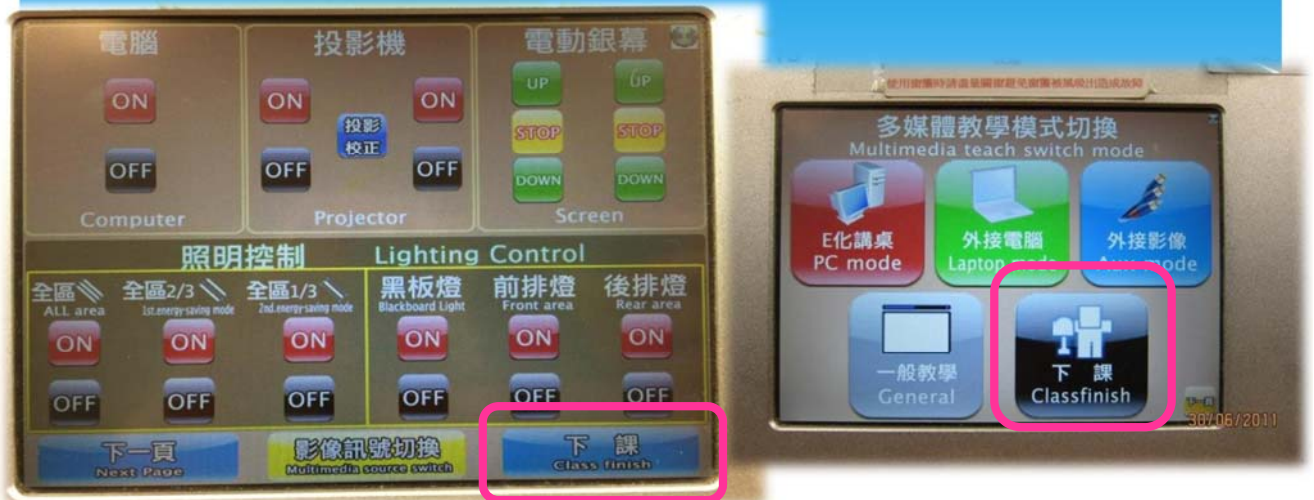 電腦
投影機
電動銀幕
ON
ON
ON
UP
UP
投影
校正
STOP
STOP
OFF
OFF
OFF
DOWN
DOWN
Computer
Projector
Screen
照明控制 Lighting Control
全區
全區2/3
全區1/3
黑板燈
前排燈
後排燈
ALL area
1st.energy-saving mode
2nd.energy-saving mode
Blackboard Light
Front area
Rear area
ON
ON
ON
ON
ON
ON
OFF
OFF
OFF
OFF
OFF
OFF
下一頁
Next Page
影像訊號切換
Multimedia source switch
下 課
Class finish
多媒體教學模式切換
Multimedia teach switch mode
E化講桌
PC mode
外接電腦
Laptop mode
外接影像
Aux mode
一般教學
General
下 課
Classfinish
下一頁
30/06/2011